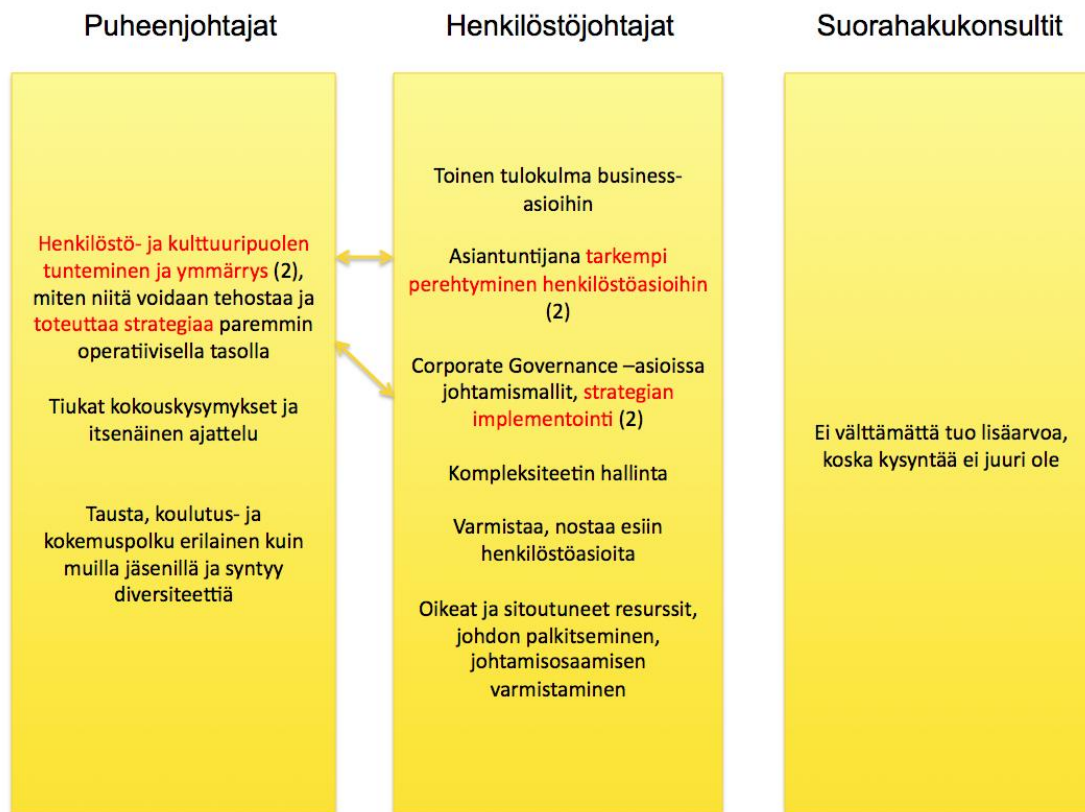 Puheenjohtajat
Henkilöstö- ja kulttuuripuolen
tunteminen ja ymmärrys (2),
miten niitä voidaan tehostaa ja
toteuttaa strategiaa paremmin
operatiivisella tasolla
Tiukat kokouskysymykset ja
itsenäinen ajattelu
Tausta, koulutus- ja
kokemuspolku erilainen kuin
muilla jäsenillä ja syntyy
diversiteettiä
Henkilöstöjohtajat
Toinen tulokulma business-
asioihin
Asiantuntijana tarkempi
perehtyminen henkilöstöasioihin
(2)
Corporate Governance –asioissa
johtamismallit, strategian
implementointi (2)
Kompleksiteetin hallinta
Varmistaa, nostaa esiin
henkilöstöasioita
Oikeat ja sitoutuneet resurssit,
johdon palkitseminen,
johtamisosaamisen
varmistaminen
Suorahakukonsultit
Ei välttämättä tuo lisäarvoa,
koska kysyntää ei juuri ole